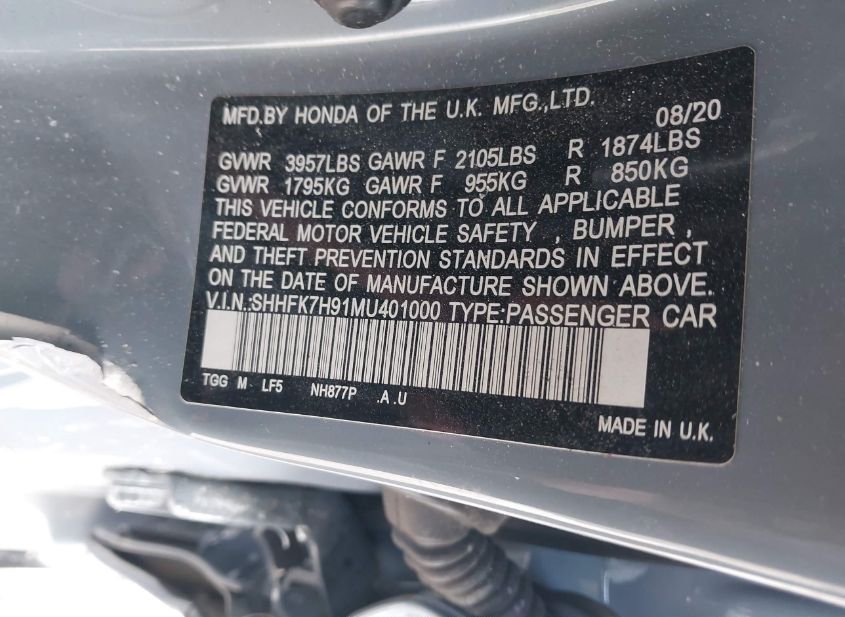 MFD.BY HONDA OF THE U.K. MFG.,LTD. 08/20
GVWR 3957LBS GAWR F 2105LBS R 1874LBS
GVWR 1795KG GAWR F 955KG R 850KG
THIS VEHICLE CONFORMS TO ALL APPLICABLE
FEDERAL MOTOR VEHICLE SAFETY , BUMPER ,
AND THEFT PREVENTION STANDARDS IN EFFECT
ON THE DATE OF MANUFACTURE SHOWN ABOVE.
V.I.N.:SHHFK7H91MU401000 TYPE:PASSENGER CAR
TGG M LF5 NH877P .A .U
MADE IN U.K.